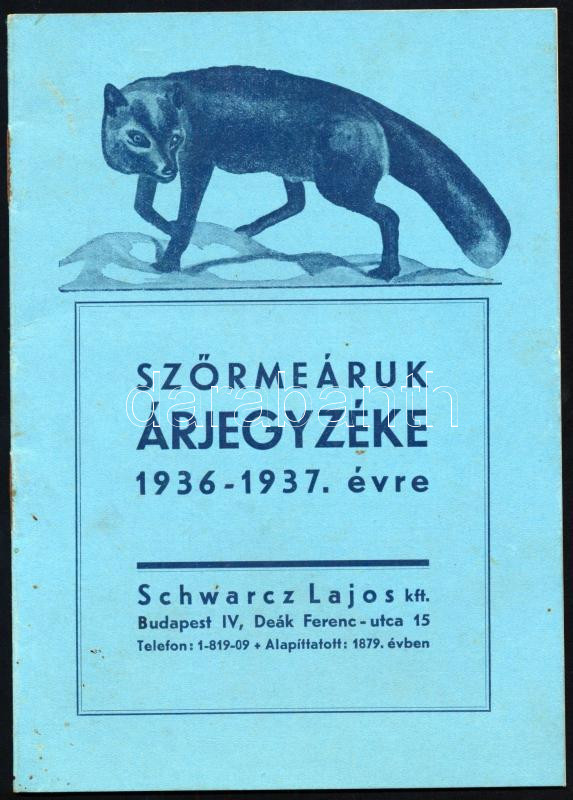 SZŐRMEÁRUK
ÁRJEGYZÉKE
1936-1937. évre
Schwarcz Lajos kft.
Budapest IV, Deák Ferenc-utca 15
Telefon: 1-819-09 + Alapíttatott: 1879. évben
darabanth